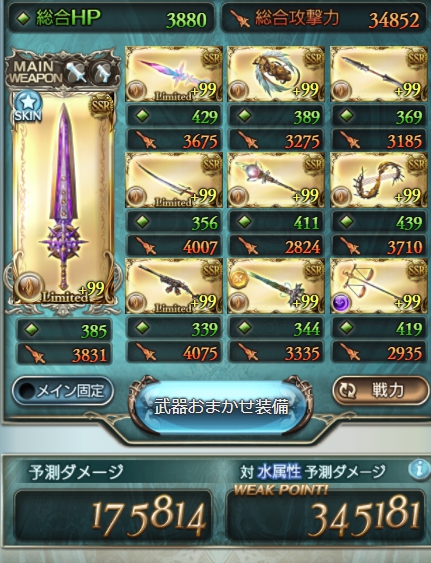 総合HP 3880 総合攻撃力 34852
MAIN WEAPON
SKIN
SSR Limited +99
385
3831
SSR Limited +99
429
3675
SSR +99
389
3275
SSR +99
369
3185
SSR Limited +99
356
4007
SSR +99
411
2824
SSR +99
439
3710
SSR +99
339
4075
SSR +99
344
3335
SSR +99
419
2935
メイン固定
武器おまかせ装備
戦力
予測ダメージ
175814
対 水属性 予測ダメージ
WEAK POINT!
345181